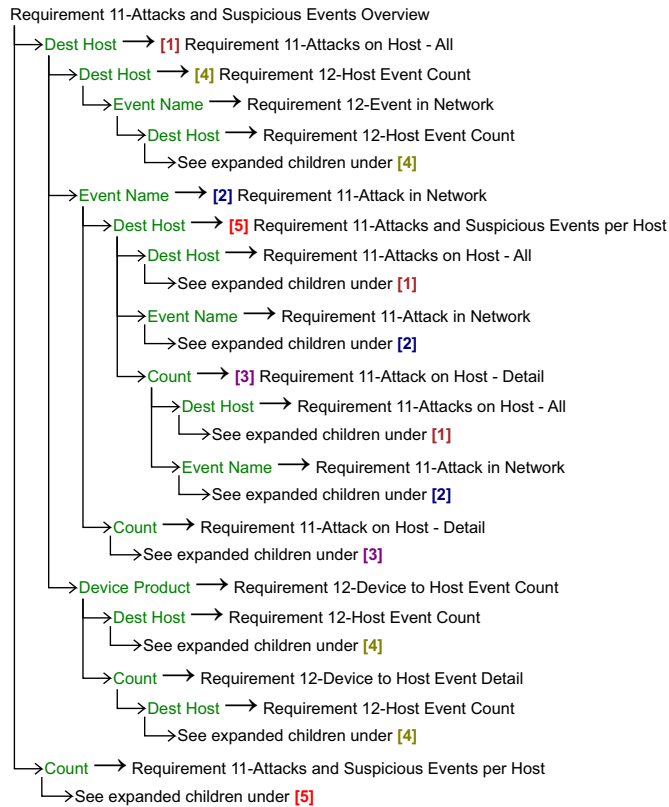 Requirement 11-Attacks and Suspicious Events Overview
Dest Host → [1] Requirement 11-Attacks on Host - All
Dest Host → [4] Requirement 12-Host Event Count
Event Name → Requirement 12-Event in Network
Dest Host → Requirement 12-Host Event Count
See expanded children under [4]
Event Name → [2] Requirement 11-Attack in Network
Dest Host → [5] Requirement 11-Attacks and Suspicious Events per Host
Dest Host → Requirement 11-Attacks on Host - All
See expanded children under [1]
Event Name → Requirement 11-Attack in Network
See expanded children under [2]
Count → [3] Requirement 11-Attack on Host - Detail
Dest Host → Requirement 11-Attacks on Host - All
See expanded children under [1]
Event Name → Requirement 11-Attack in Network
See expanded children under [2]
Count → Requirement 11-Attack on Host - Detail
See expanded children under [3]
Device Product → Requirement 12-Device to Host Event Count
Dest Host → Requirement 12-Host Event Count
See expanded children under [4]
Count → Requirement 12-Device to Host Event Detail
Dest Host → Requirement 12-Host Event Count
See expanded children under [4]
Count → Requirement 11-Attacks and Suspicious Events per Host
See expanded children under [5]